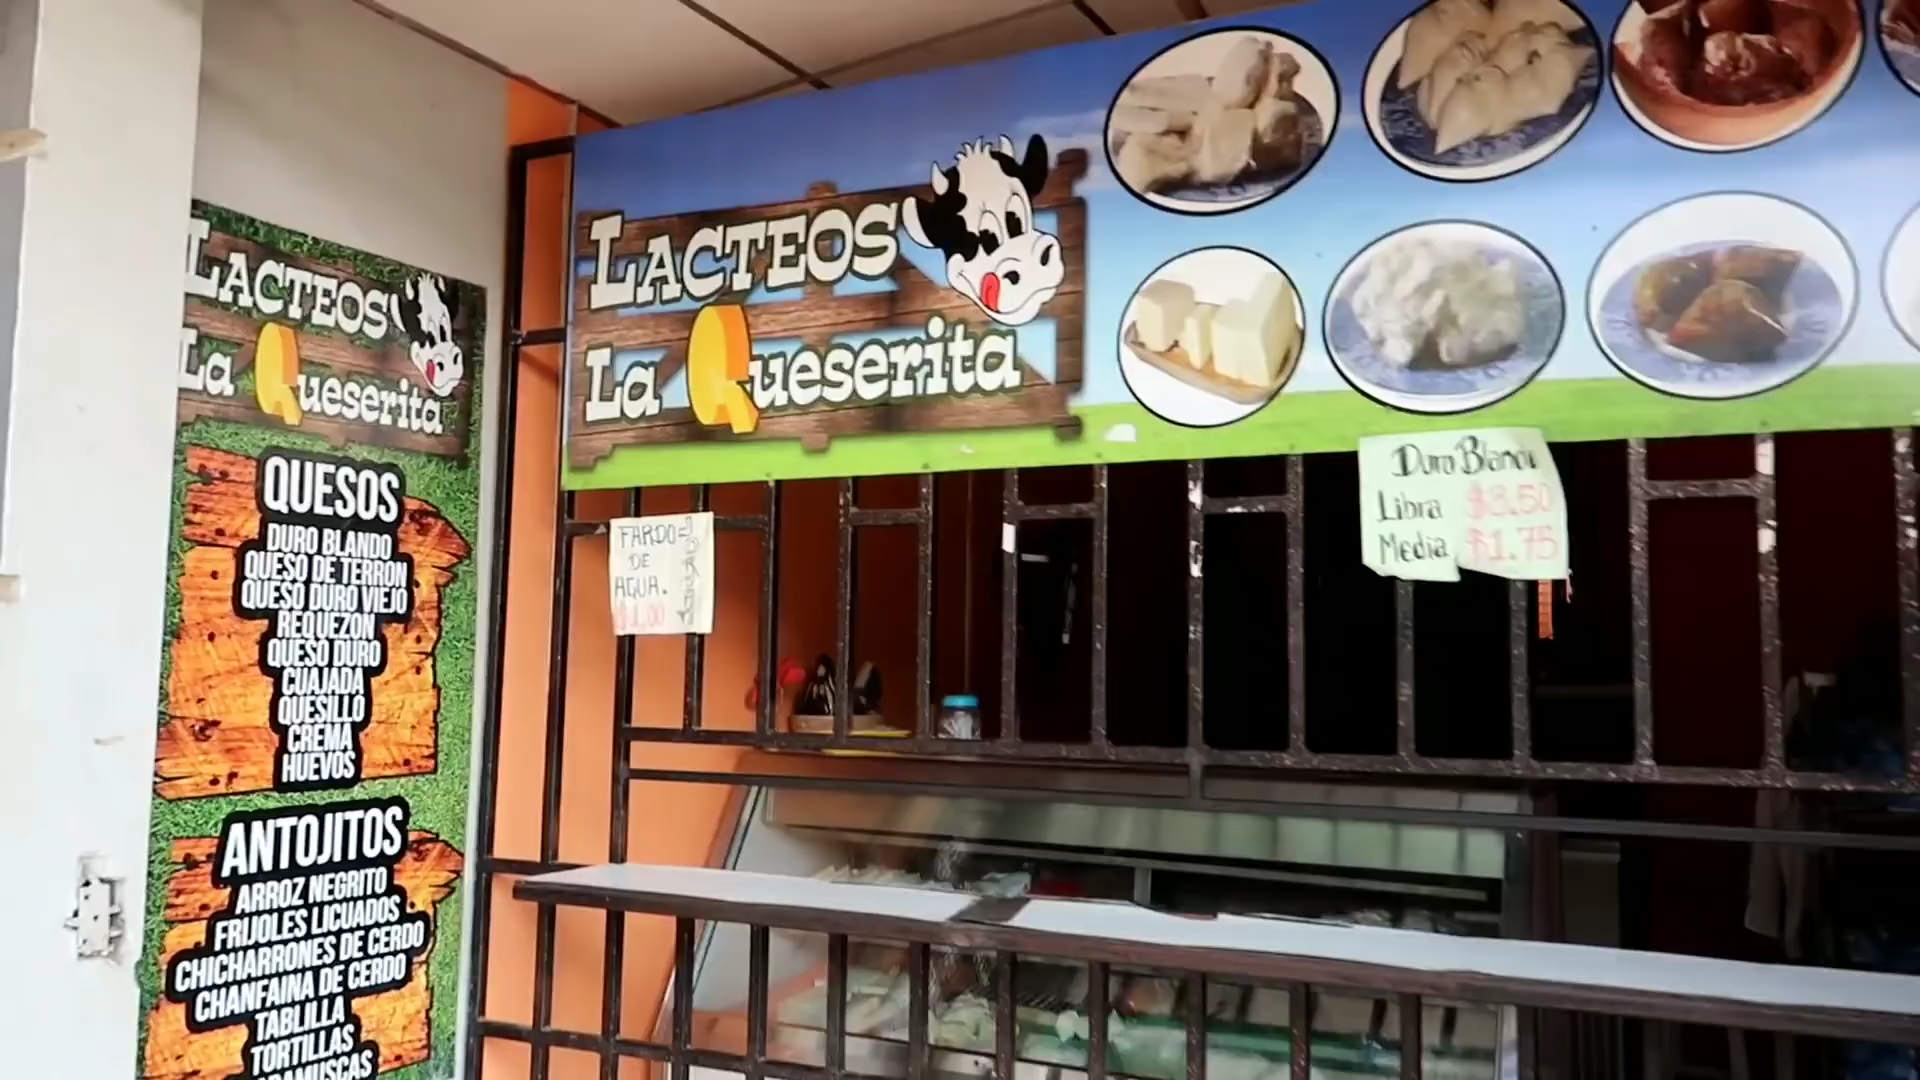 LACTEOS
La Queserita
QUESOS
DURO BLANDO
QUESO DE TERRON
QUESO DURO VIEJO
REQUEZON
QUESO DURO
CUAJADA
QUESILLO
CREMA
HUEVOS
ANTOJITOS
ARROZ NEGRITO
FRIJOLES LICUADOS
CHICHARRONES DE CERDO
CHANFAINA DE CERDO
TABLILLA
TORTILLAS
LACTEOS
La Queserita
FARDO
DE
AGUA.
$1.00
Duro Blando
Libra $3.50
Media $1.75